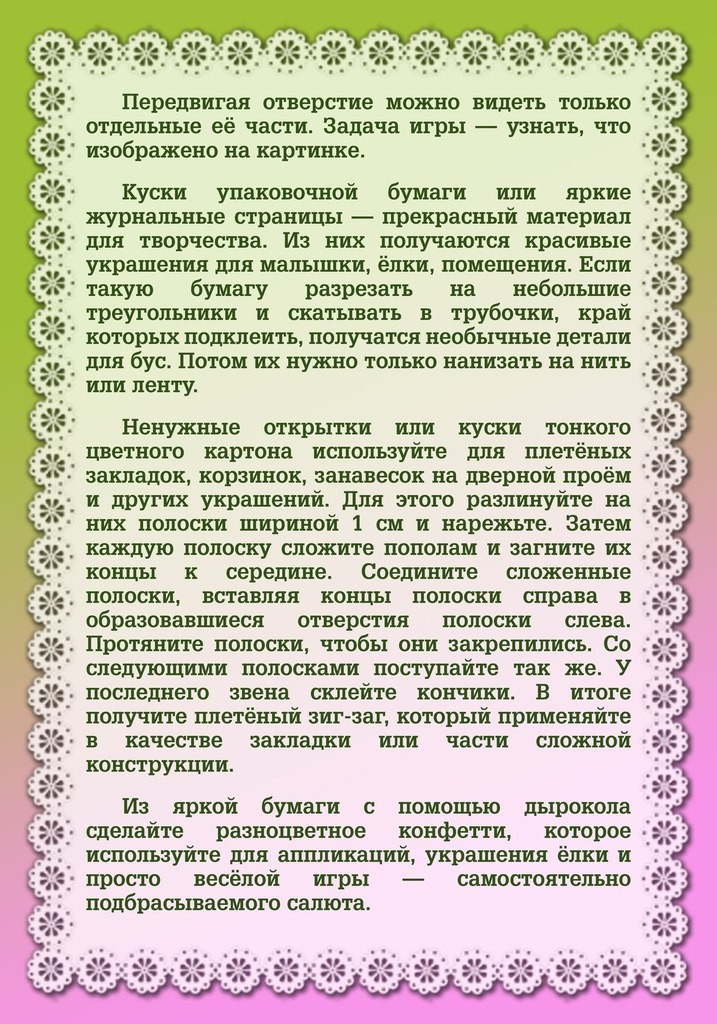 Передвигая отверстие можно видеть только
отдельные её части. Задача игры — узнать, что
изображено на картинке.
Куски упаковочной бумаги или яркие
журнальные страницы — прекрасный материал
для творчества. Из них получаются красивые
украшения для малышки, ёлки, помещения. Если
такую бумагу разрезать на небольшие
треугольники и скатывать в трубочки, край
которых подклеить, получатся необычные детали
для бус. Потом их нужно только нанизать на нить
или ленту.
Ненужные открытки или куски тонкого
цветного картона используйте для плетёных
закладок, корзинок, занавесок на дверной проём
и других украшений. Для этого разлинуйте на
них полоски шириной 1 см и нарежьте. Затем
каждую полоску сложите пополам и загните их
концы к середине. Соедините сложенные
полоски, вставляя концы полоски справа в
образовавшиеся отверстия полоски слева.
Протяните полоски, чтобы они закрепились. Со
следующими полосками поступайте так же. У
последнего звена склейте кончики. В итоге
получите плетёный зиг-заг, который применяйте
в качестве закладки или части сложной
конструкции.
Из яркой бумаги с помощью дырокола
сделайте разноцветное конфетти, которое
используйте для аппликаций, украшения ёлки и
просто весёлой игры — самостоятельно
подбрасываемого салюта.